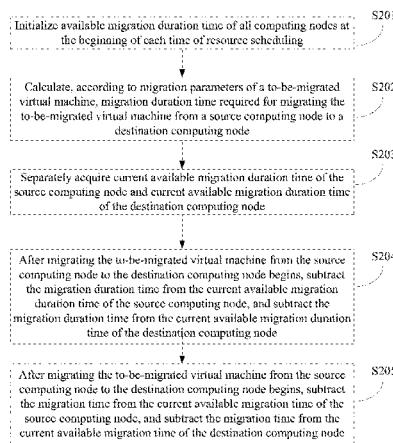 S201
Initialize available migration duration time of all computing nodes at
the beginning of each time of resource scheduling
S202
Calculate, according to migration parameters of a to-be-migrated
virtual machine, migration duration time required for migrating the
to-be-migrated virtual machine from a source computing node to a
destination computing node
S203
Separately acquire current available migration duration time of the
source computing node and current available migration duration time
of the destination computing node
S204
After migrating the to-be-migrated virtual machine from the source
computing node to the destination computing node begins, subtract
the migration duration time from the current available migration
duration time of the source computing node, and subtract the
migration duration time from the current available migration duration
time of the destination computing node
S205
After migrating the to-be-migrated virtual machine from the source
computing node to the destination computing node begins, subtract
the migration time from the current available migration time of the
source computing node, and subtract the migration time from the
current available migration time of the destination computing node